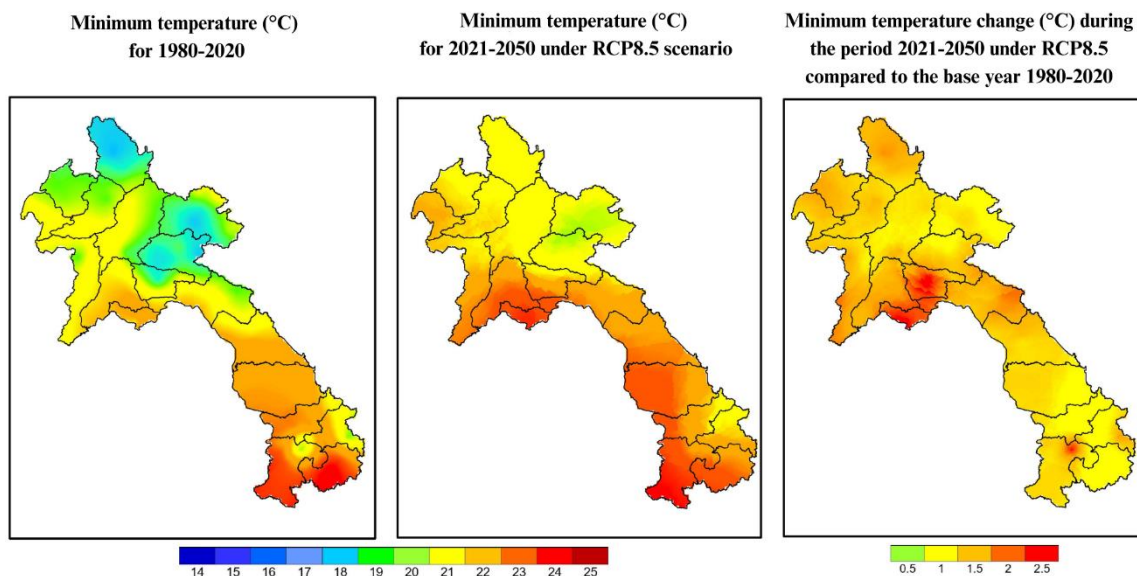 Minimum temperature (°C)
for 1980-2020
Minimum temperature (°C)
for 2021-2050 under RCP8.5 scenario
Minimum temperature change (°C) during
the period 2021-2050 under RCP8.5
compared to the base year 1980-2020
14 15 16 17 18 19 20 21 22 23 24 25
0.5 1 1.5 2 2.5